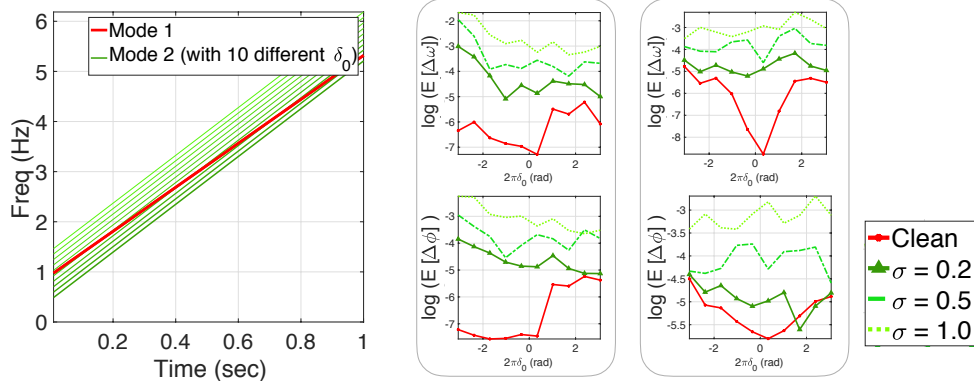 Mode 1
Mode 2 (with 10 different δ₀)
Freq (Hz)
6
5
4
3
2
1
0
0.2 0.4 0.6 0.8 1
Time (sec)
log (E [Δω])
-2
-3
-4
-5
-6
-7
-2 0 2
2πδ₀ (rad)
log (E [Δω])
-3
-4
-5
-6
-7
-8
-2 0 2
2πδ₀ (rad)
log (E [Δϕ])
-3
-4
-5
-6
-7
-2 0 2
2πδ₀ (rad)
log (E [Δϕ])
-3
-3.5
-4
-4.5
-5
-5.5
-2 0 2
2πδ₀ (rad)
Clean
σ = 0.2
σ = 0.5
σ = 1.0